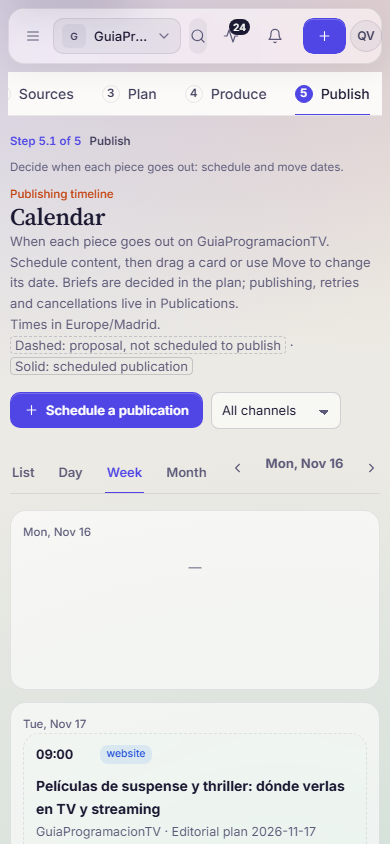 G GuiaPr... 24 QV
Sources 3 Plan 4 Produce 5 Publish
Step 5.1 of 5 Publish
Decide when each piece goes out: schedule and move dates.
Publishing timeline
Calendar
When each piece goes out on GuiaProgramacionTV.
Schedule content, then drag a card or use Move to change
its date. Briefs are decided in the plan; publishing, retries
and cancellations live in Publications.
Times in Europe/Madrid.
Dashed: proposal, not scheduled to publish ·
Solid: scheduled publication
+ Schedule a publication All channels
List Day Week Month < Mon, Nov 16 >
Mon, Nov 16
—
Tue, Nov 17
09:00 website
Películas de suspense y thriller: dónde verlas
en TV y streaming
GuiaProgramacionTV · Editorial plan 2026-11-17